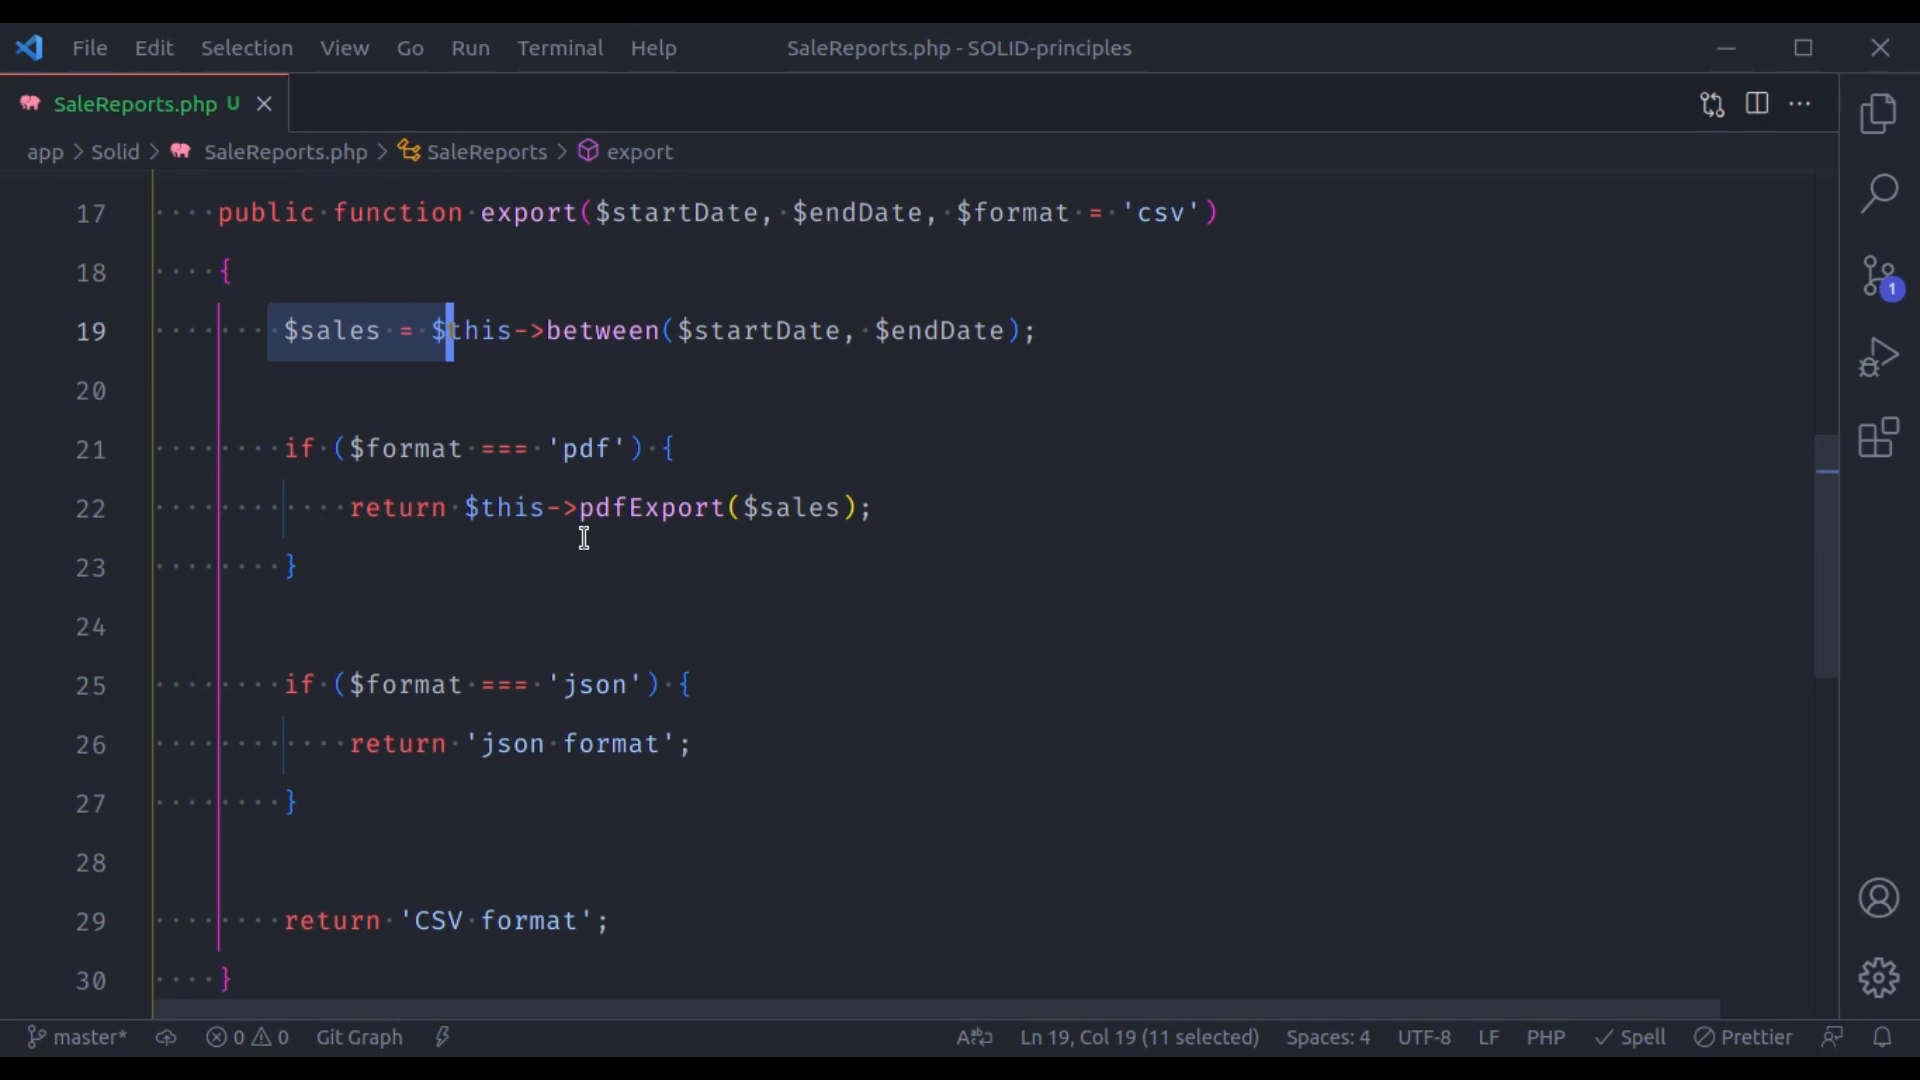 File Edit Selection View Go Run Terminal Help SaleReports.php - SOLID-principles
SaleReports.php U
app > Solid > SaleReports.php > SaleReports > export
17 public function export($startDate, $endDate, $format = 'csv')
18 {
19 $sales = $this->between($startDate, $endDate);
20
21 if ($format === 'pdf') {
22 return $this->pdfExport($sales);
23 }
24
25 if ($format === 'json') {
26 return 'json format';
27 }
28
29 return 'CSV format';
30 }
1
master* 0 0 Git Graph Ln 19, Col 19 (11 selected) Spaces: 4 UTF-8 LF PHP Spell Prettier